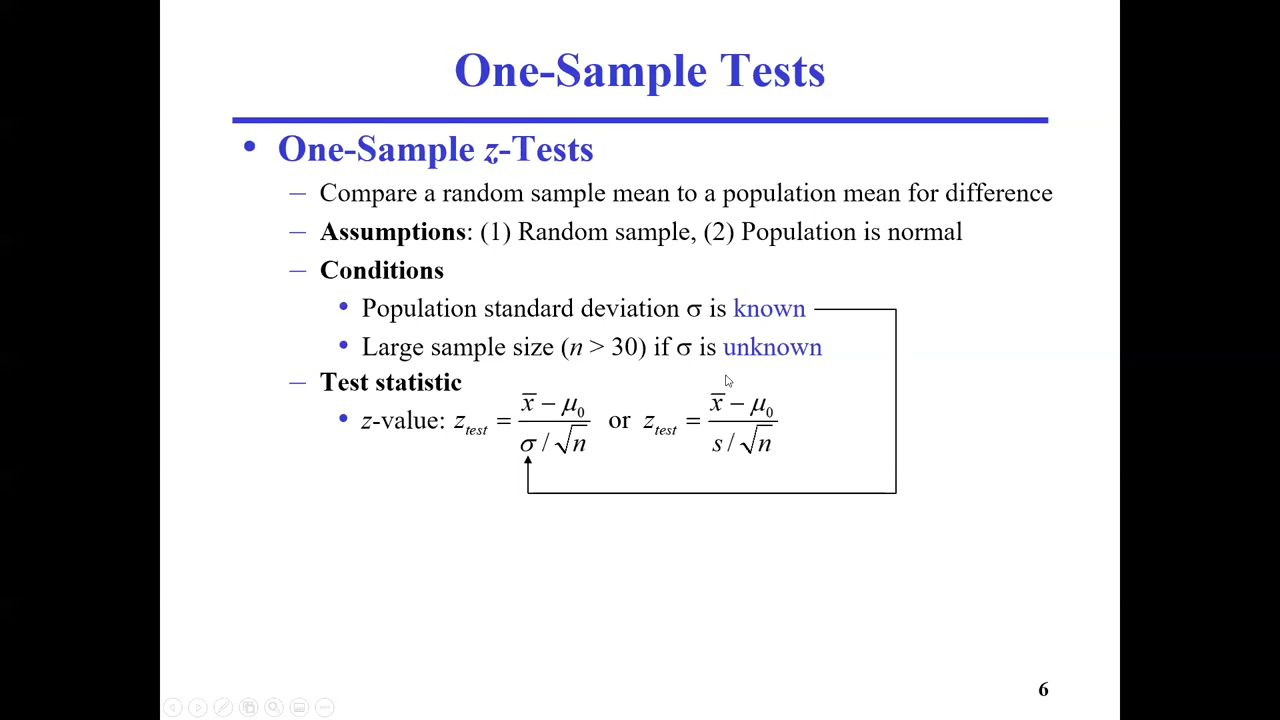 One-Sample Tests
• One-Sample z-Tests
– Compare a random sample mean to a population mean for difference
– Assumptions: (1) Random sample, (2) Population is normal
– Conditions
• Population standard deviation σ is known
• Large sample size (n > 30) if σ is unknown
– Test statistic
• z-value: z_test = (x̅ − μ₀) / (σ / √n) or z_test = (x̅ − μ₀) / (s / √n)
6